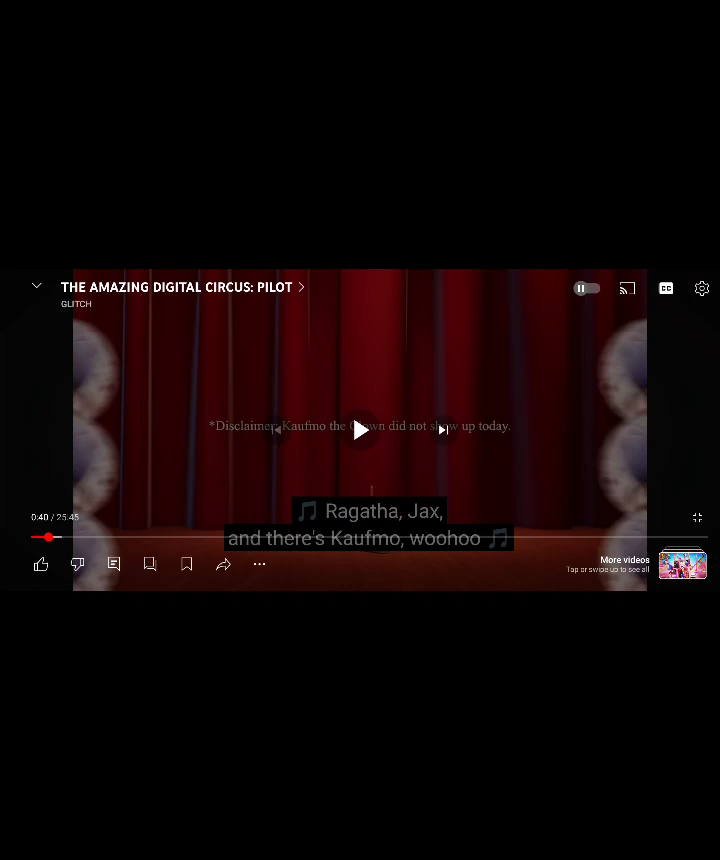 THE AMAZING DIGITAL CIRCUS: PILOT
GLITCH
CC
*Disclaimer: Kaufmo the Clown did not show up today.
🎵 Ragatha, Jax,
and there's Kaufmo, woohoo 🎵
0:40 / 25:45
More videos
Tap or swipe up to see all